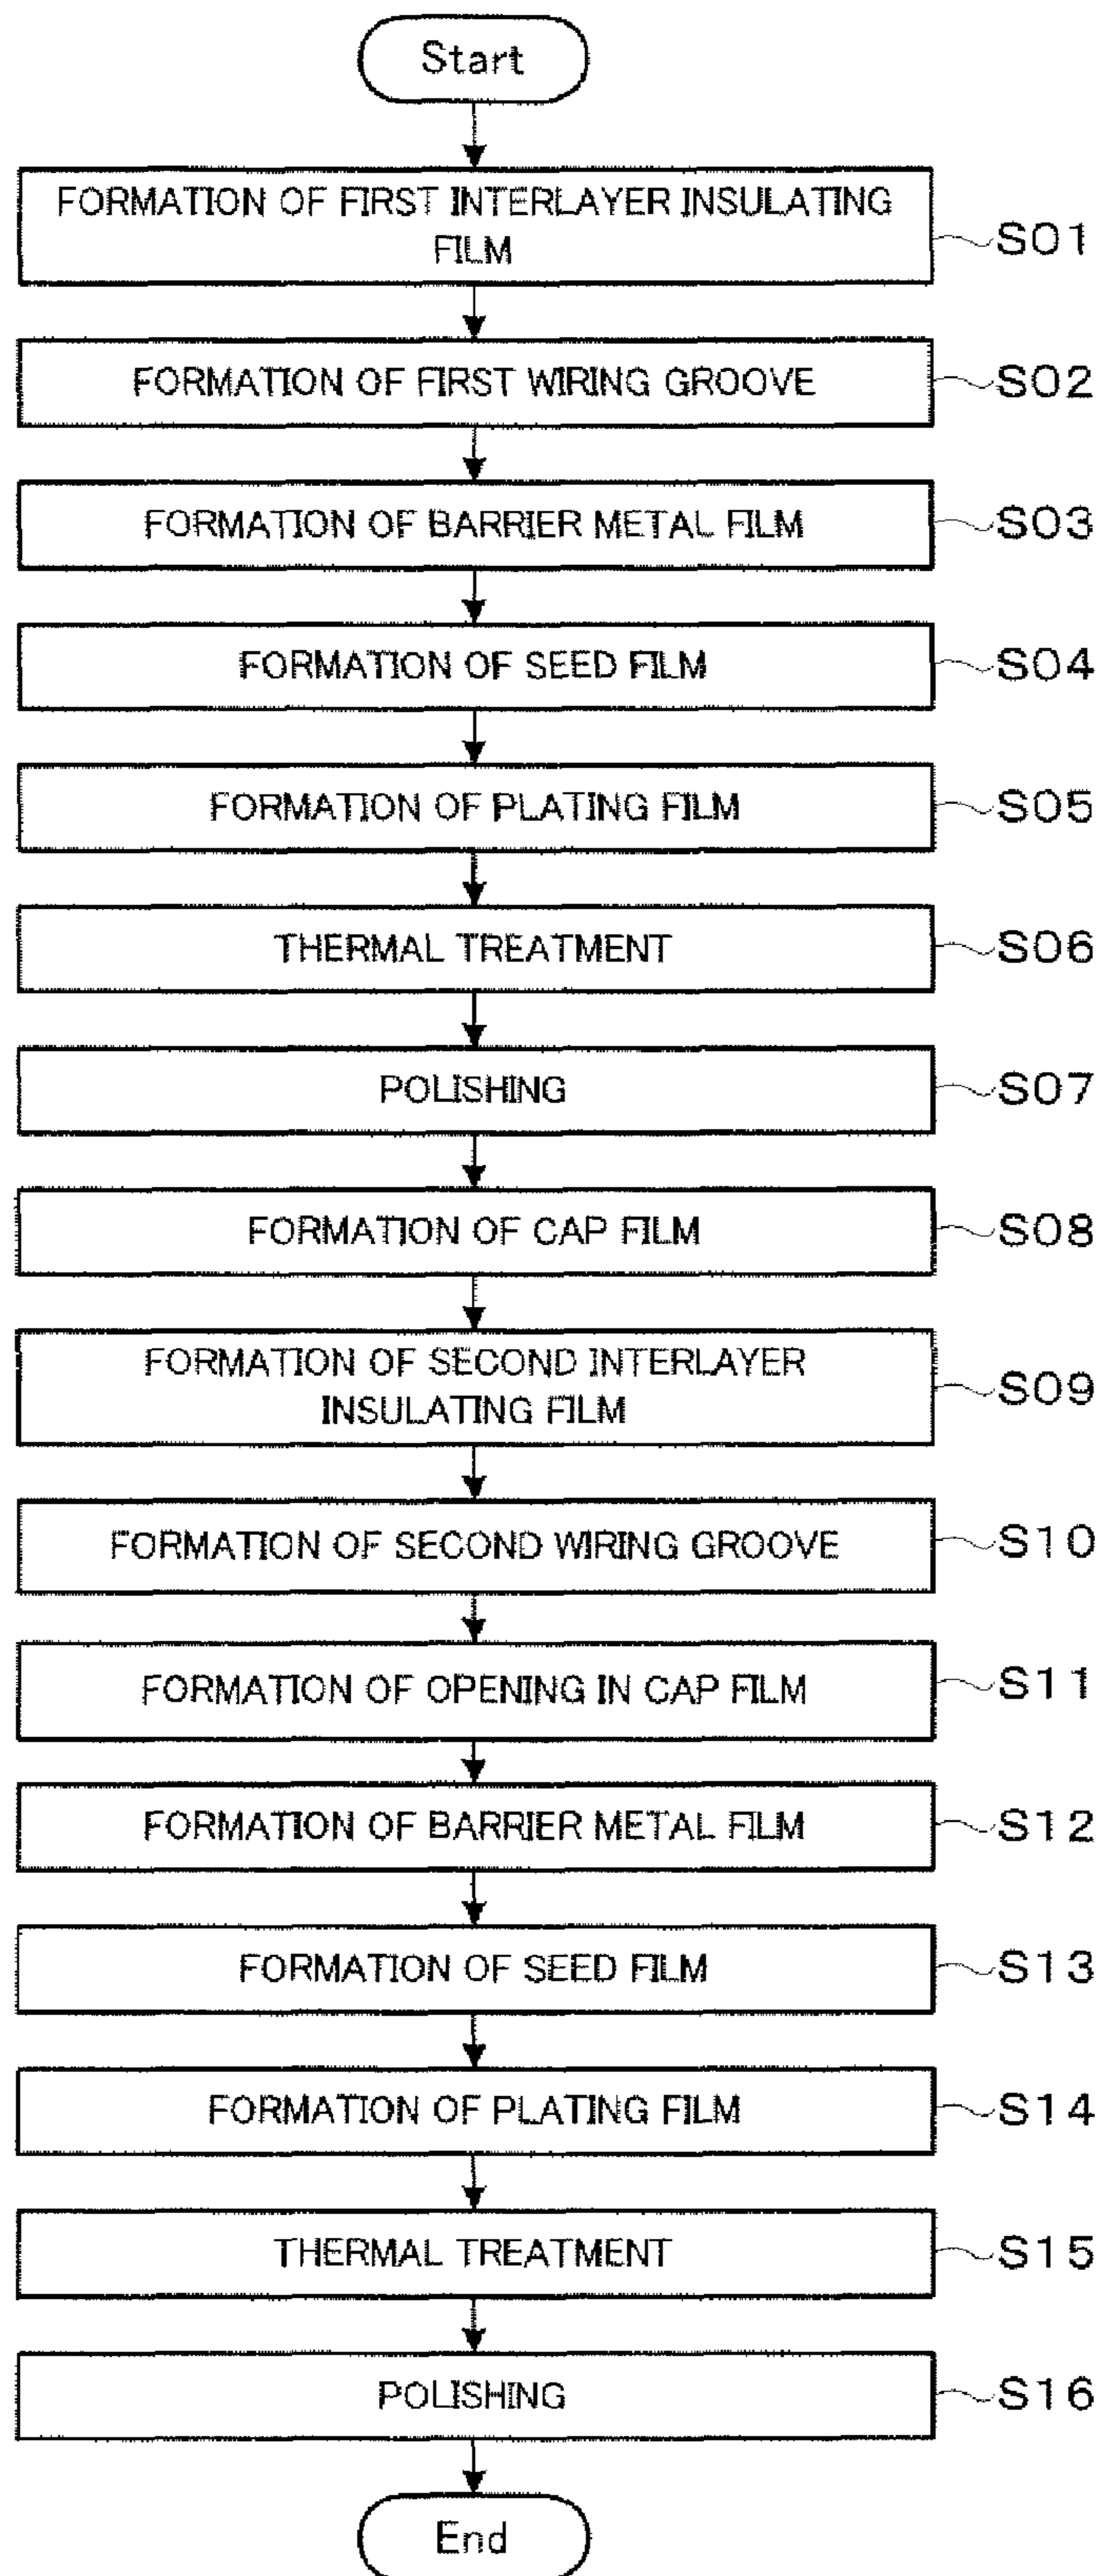 Start
FORMATION OF FIRST INTERLAYER INSULATING
FILM
S01
FORMATION OF FIRST WIRING GROOVE
S02
FORMATION OF BARRIER METAL FILM
S03
FORMATION OF SEED FILM
S04
FORMATION OF PLATING FILM
S05
THERMAL TREATMENT
S06
POLISHING
S07
FORMATION OF CAP FILM
S08
FORMATION OF SECOND INTERLAYER
INSULATING FILM
S09
FORMATION OF SECOND WIRING GROOVE
S10
FORMATION OF OPENING IN CAP FILM
S11
FORMATION OF BARRIER METAL FILM
S12
FORMATION OF SEED FILM
S13
FORMATION OF PLATING FILM
S14
THERMAL TREATMENT
S15
POLISHING
S16
End